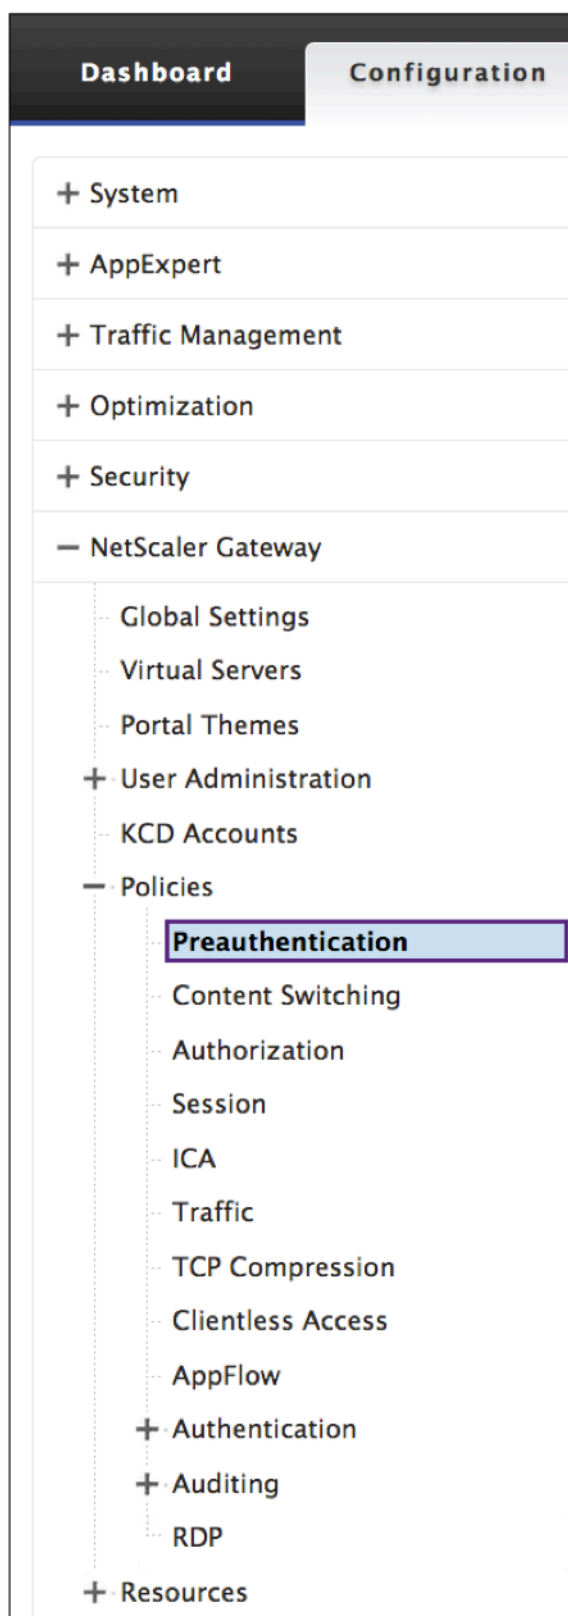 Dashboard Configuration
System
AppExpert
Traffic Management
Optimization
Security
NetScaler Gateway
Global Settings
Virtual Servers
Portal Themes
User Administration
KCD Accounts
Policies
Preauthentication
Content Switching
Authorization
Session
ICA
Traffic
TCP Compression
Clientless Access
AppFlow
Authentication
Auditing
RDP
Resources